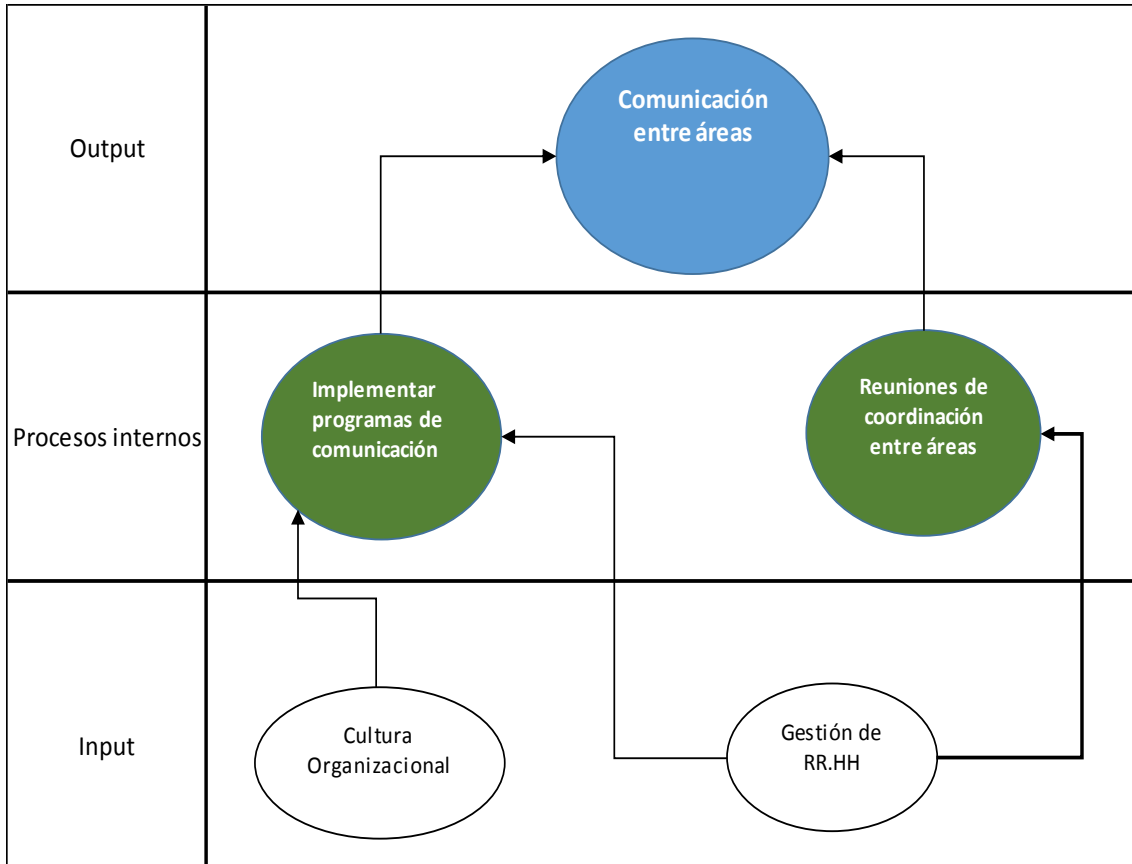 Output
Comunicación
entre áreas
Procesos internos
Implementar
programas de
comunicación
Reuniones de
coordinación
entre áreas
Input
Cultura
Organizacional
Gestión de
RR.HH